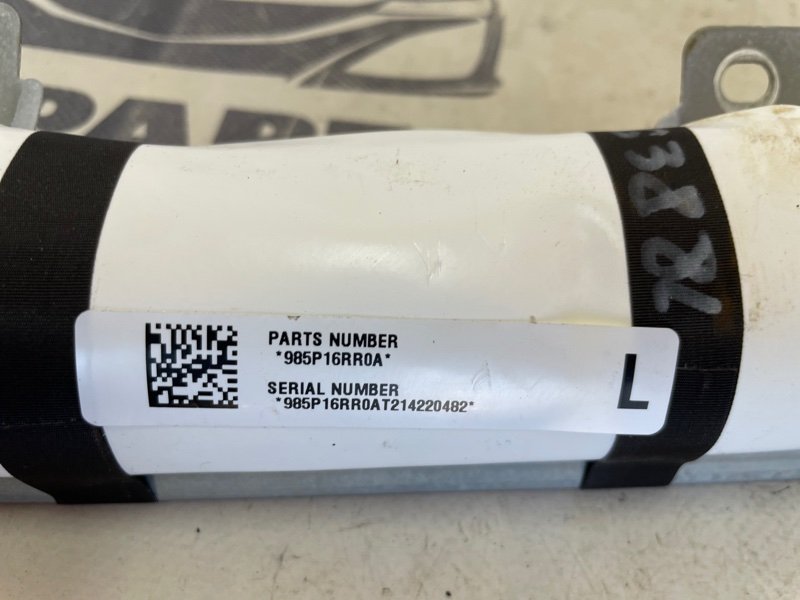 PARTS NUMBER
*985P16RR0A*
SERIAL NUMBER
*985P16RR0AT214220482*
L